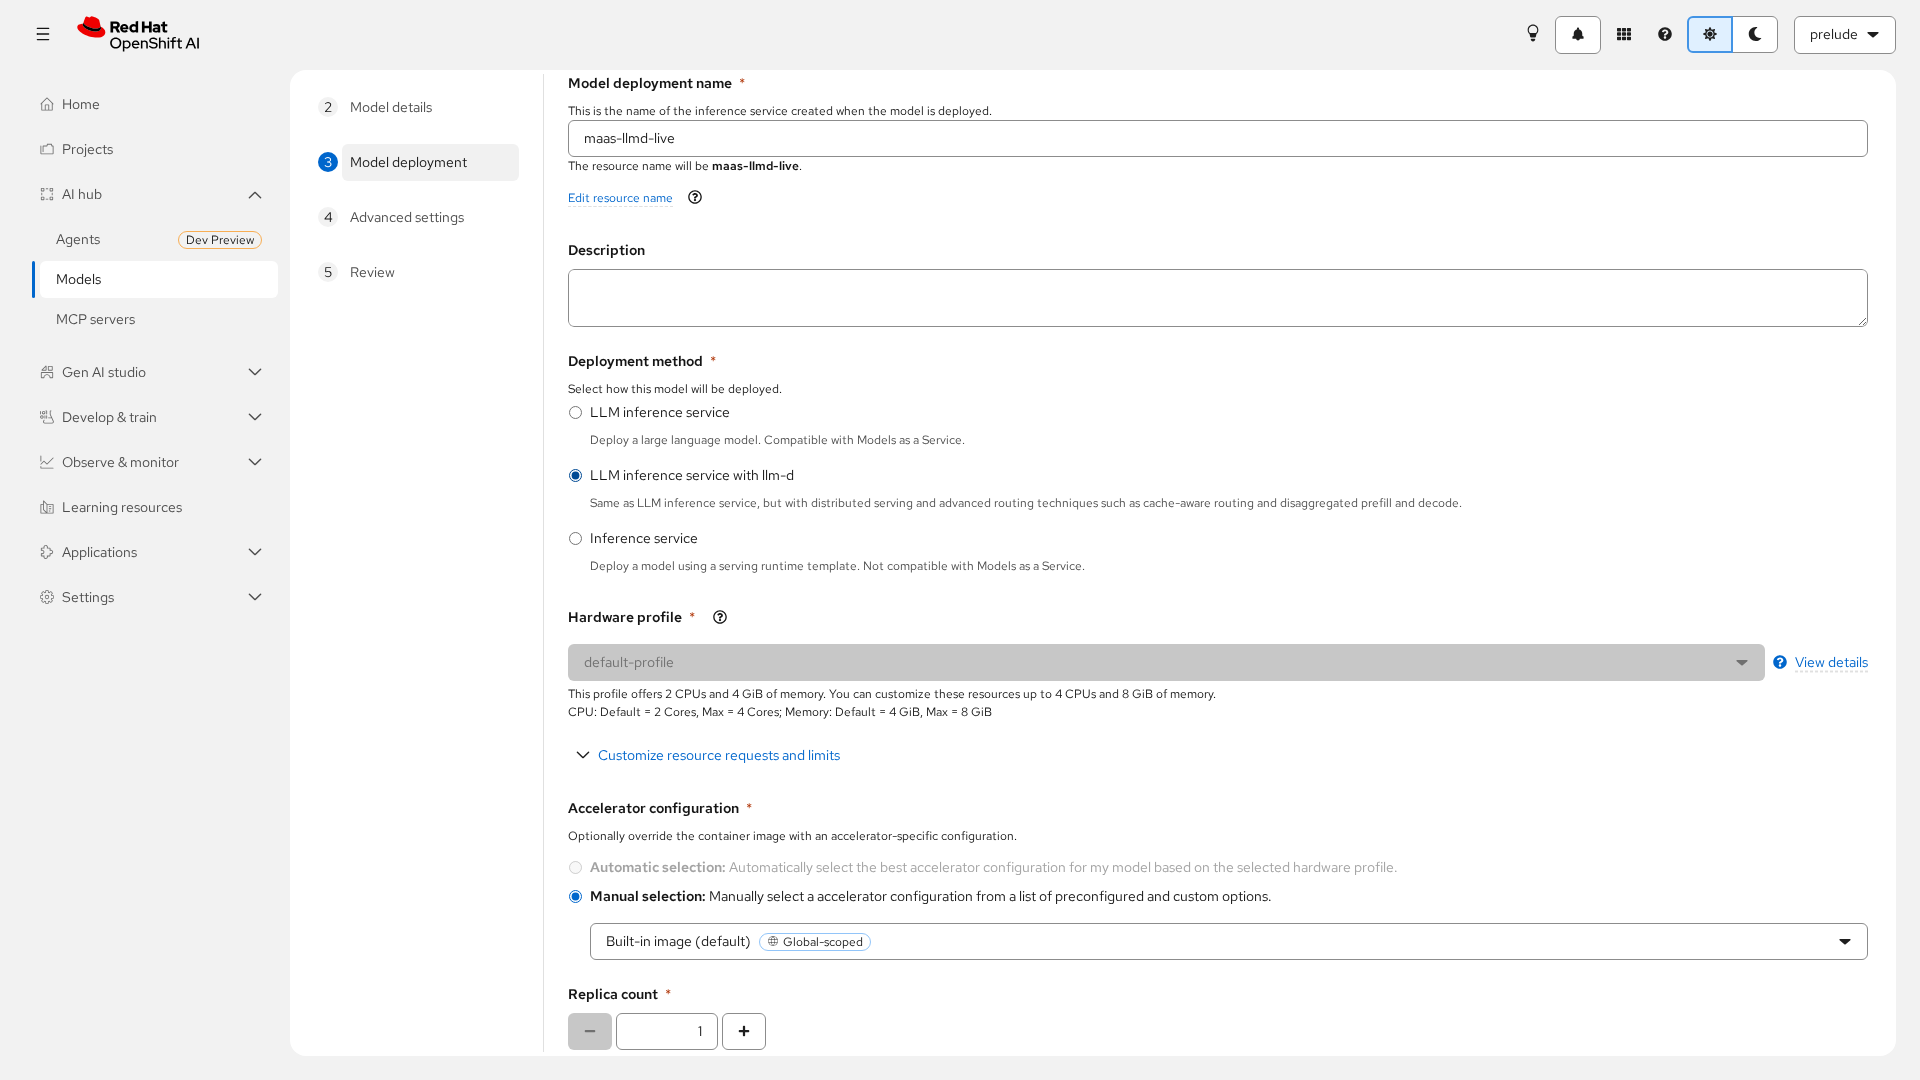 Red Hat
OpenShift AI
prelude
Home
Projects
AI hub
Agents
Dev Preview
Models
MCP servers
Gen AI studio
Develop & train
Observe & monitor
Learning resources
Applications
Settings
2 Model details
3 Model deployment
4 Advanced settings
5 Review
Model deployment name *
This is the name of the inference service created when the model is deployed.
maas-llmd-live
The resource name will be maas-llmd-live.
Edit resource name
Description
Deployment method *
Select how this model will be deployed.
LLM inference service
Deploy a large language model. Compatible with Models as a Service.
LLM inference service with llm-d
Same as LLM inference service, but with distributed serving and advanced routing techniques such as cache-aware routing and disaggregated prefill and decode.
Inference service
Deploy a model using a serving runtime template. Not compatible with Models as a Service.
Hardware profile *
default-profile
View details
This profile offers 2 CPUs and 4 GiB of memory. You can customize these resources up to 4 CPUs and 8 GiB of memory.
CPU: Default = 2 Cores, Max = 4 Cores; Memory: Default = 4 GiB, Max = 8 GiB
Customize resource requests and limits
Accelerator configuration *
Optionally override the container image with an accelerator-specific configuration.
Automatic selection: Automatically select the best accelerator configuration for my model based on the selected hardware profile.
Manual selection: Manually select a accelerator configuration from a list of preconfigured and custom options.
Built-in image (default) Global-scoped
Replica count *
1